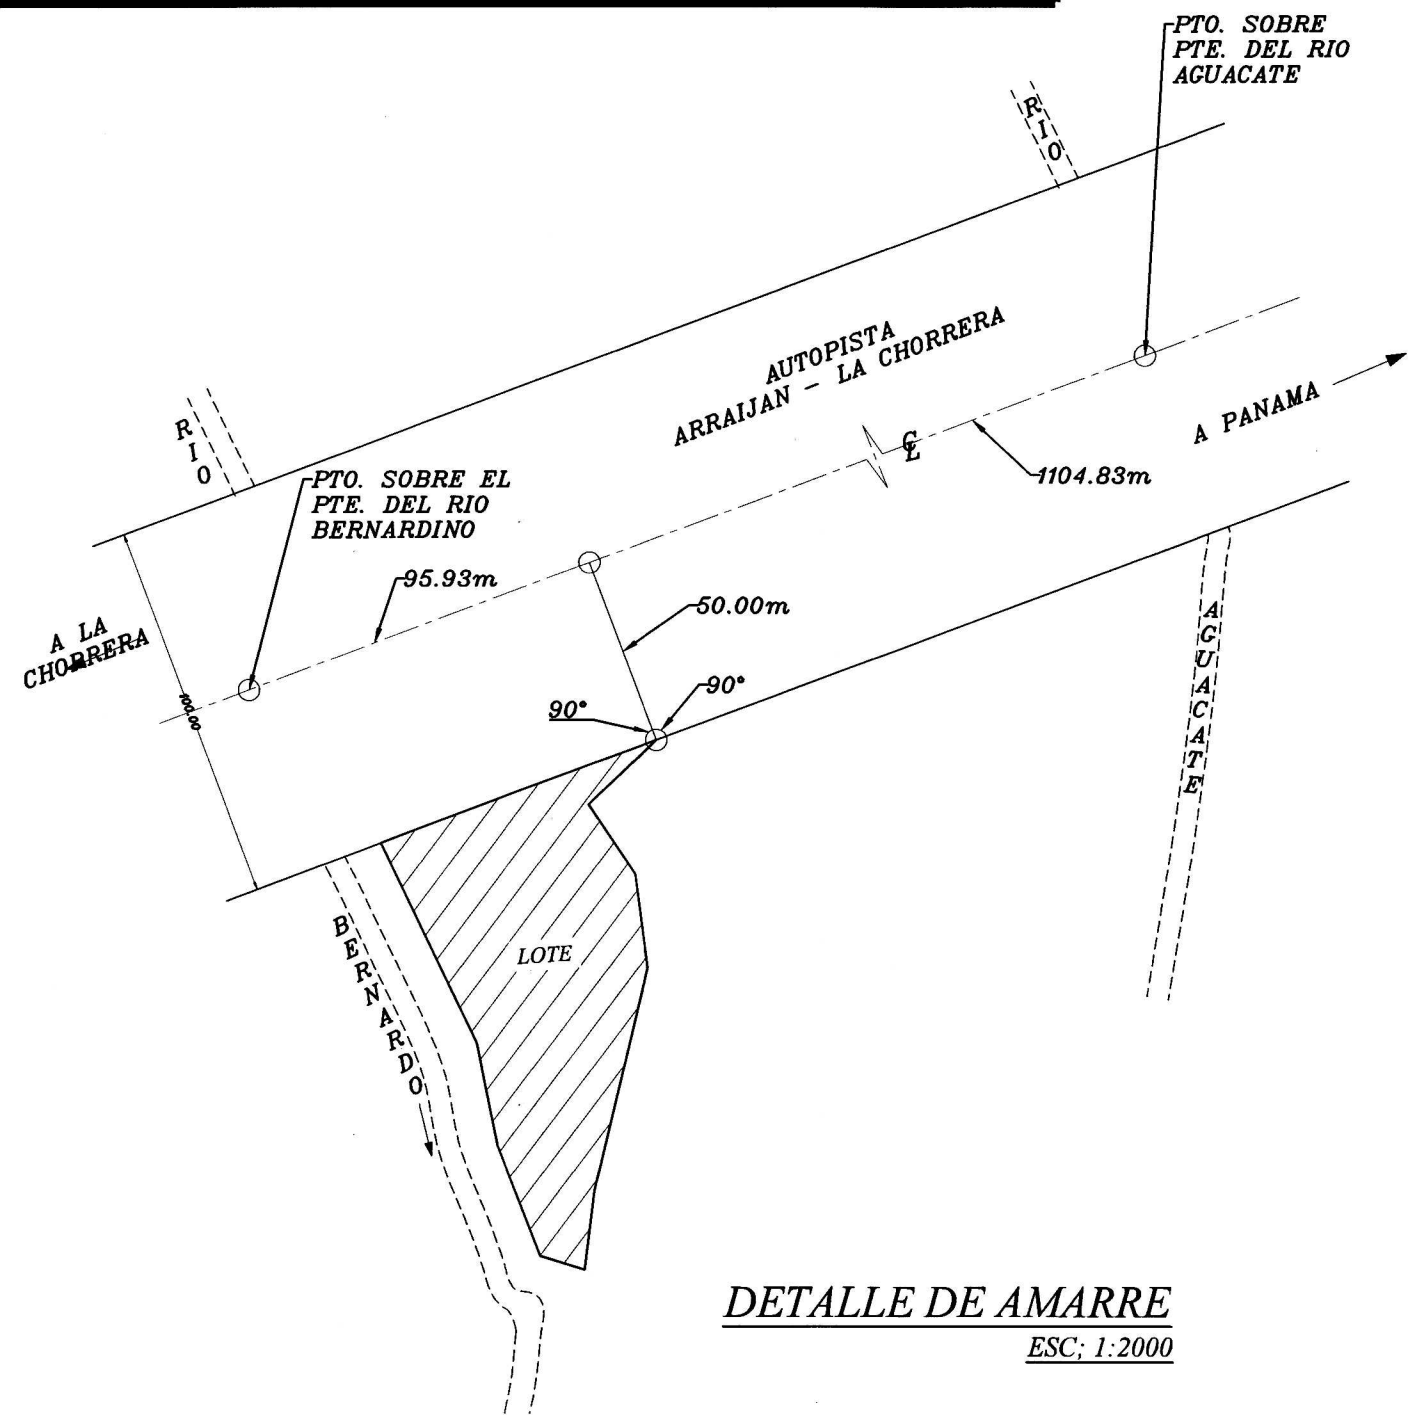 PTO. SOBRE
PTE. DEL RIO
AGUACATE
RIO
AUTOPISTA
ARRAIJAN - LA CHORRERA
A PANAMA
℄
1104.83m
RIO
PTO. SOBRE EL
PTE. DEL RIO
BERNARDINO
95.93m
50.00m
A LA
CHORRERA
100.00
90°
90°
AGUACATE
BERNARDO
LOTE
DETALLE DE AMARRE
ESC; 1:2000